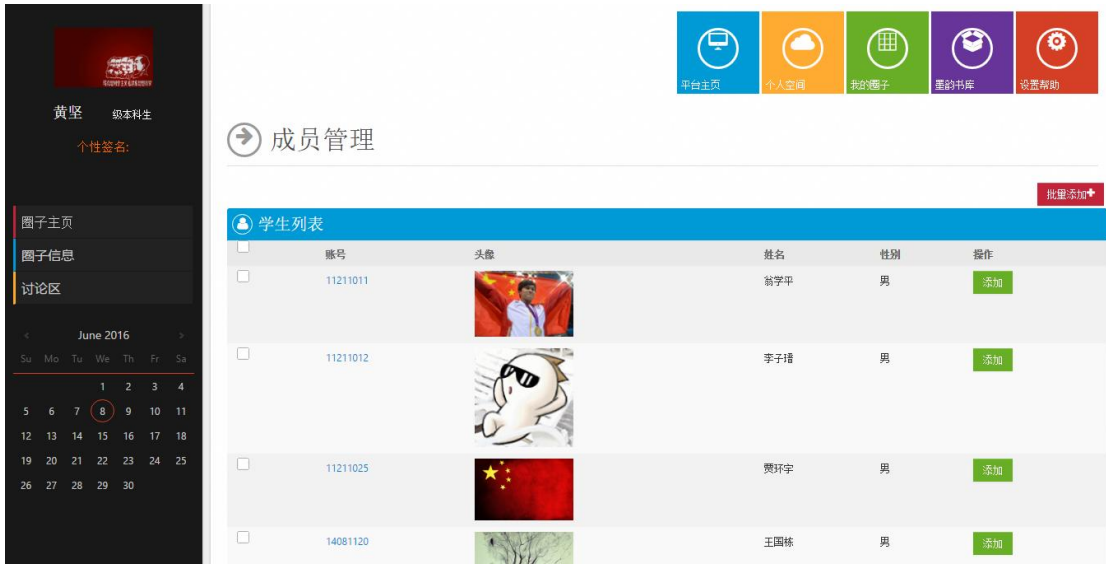 平台主页 个人空间 我的圈子 墨韵书库 设置帮助
黄坚 级本科生
个性签名:
成员管理
批量添加
圈子主页
圈子信息
讨论区
学生列表
账号 头像 姓名 性别 操作
11211011 翁学平 男 添加
11211012 李子璔 男 添加
11211025 贾环宇 男 添加
14081120 王国栋 男 添加
< June 2016 >
Su Mo Tu We Th Fr Sa
1 2 3 4
5 6 7 8 9 10 11
12 13 14 15 16 17 18
19 20 21 22 23 24 25
26 27 28 29 30